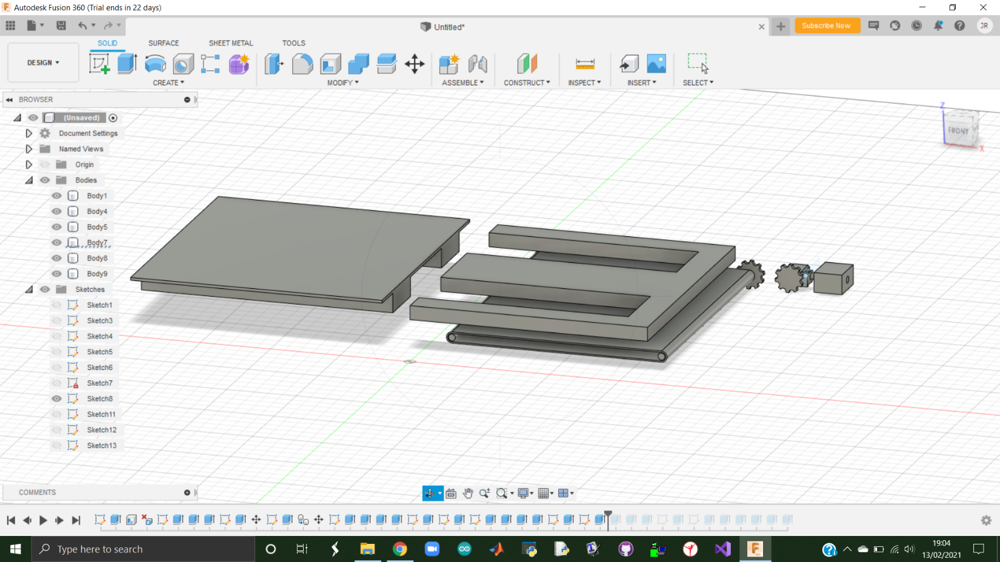 Autodesk Fusion 360 (Trial ends in 22 days)
Untitled*
Subscribe Now
JR
DESIGN
SOLID
SURFACE
SHEET METAL
TOOLS
CREATE
MODIFY
ASSEMBLE
CONSTRUCT
INSPECT
INSERT
SELECT
BROWSER
(Unsaved)
Document Settings
Named Views
Origin
Bodies
Body1
Body4
Body5
Body7
Body8
Body9
Sketches
Sketch1
Sketch3
Sketch4
Sketch5
Sketch6
Sketch7
Sketch8
Sketch11
Sketch12
Sketch13
Z
FRONT
X
COMMENTS
Type here to search
19:04
13/02/2021